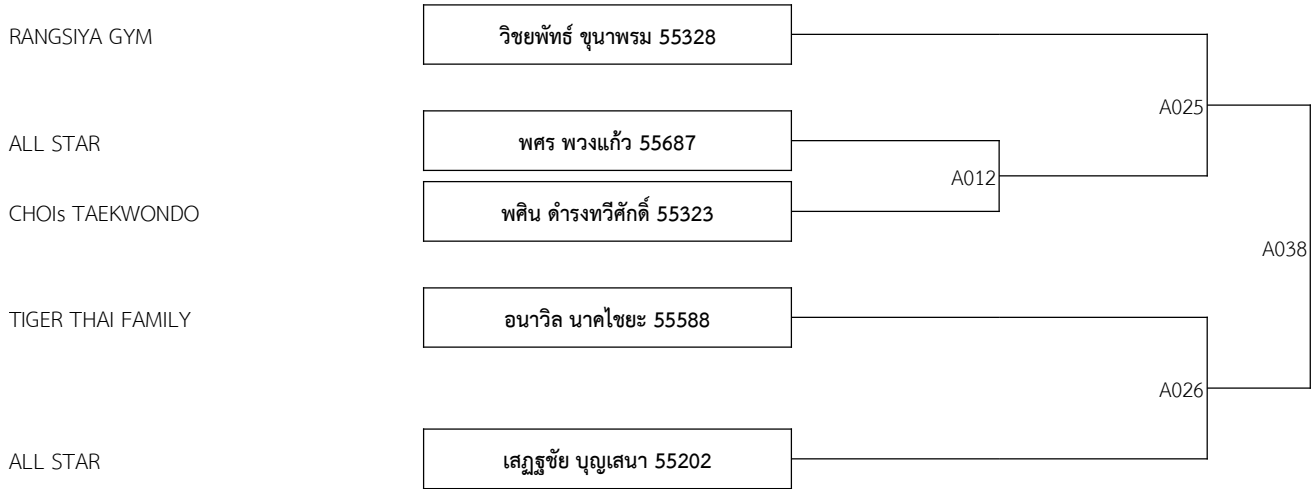 RANGSIYA GYM
วิชยพัทธ์ ขุนาพรม 55328
A025
ALL STAR
พศร พวงแก้ว 55687
A012
CHOIs TAEKWONDO
พศิน ดำรงทวีศักดิ์ 55323
A038
TIGER THAI FAMILY
อนาวิล นาคไชยะ 55588
A026
ALL STAR
เสฏฐชัย บุญเสนา 55202